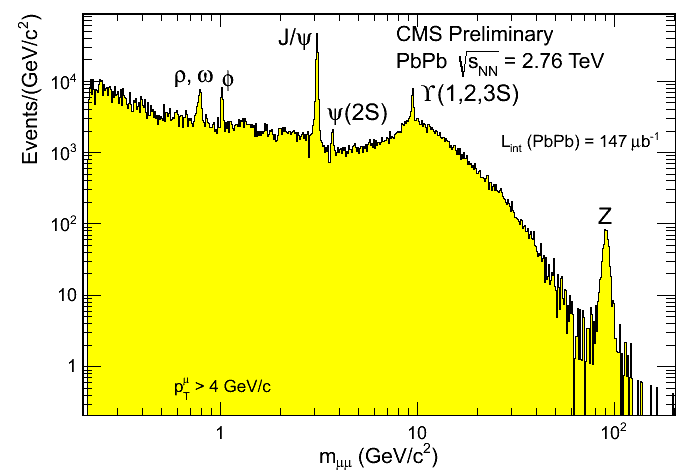 CMS Preliminary
PbPb √s_NN = 2.76 TeV
J/ψ
ρ, ω ϕ
ψ(2S)
ϒ(1,2,3S)
L_int (PbPb) = 147 μb⁻¹
Z
p_T^μ > 4 GeV/c
Events/(GeV/c²)
10⁴
10³
10²
10
1
1 10 10²
m_μμ (GeV/c²)